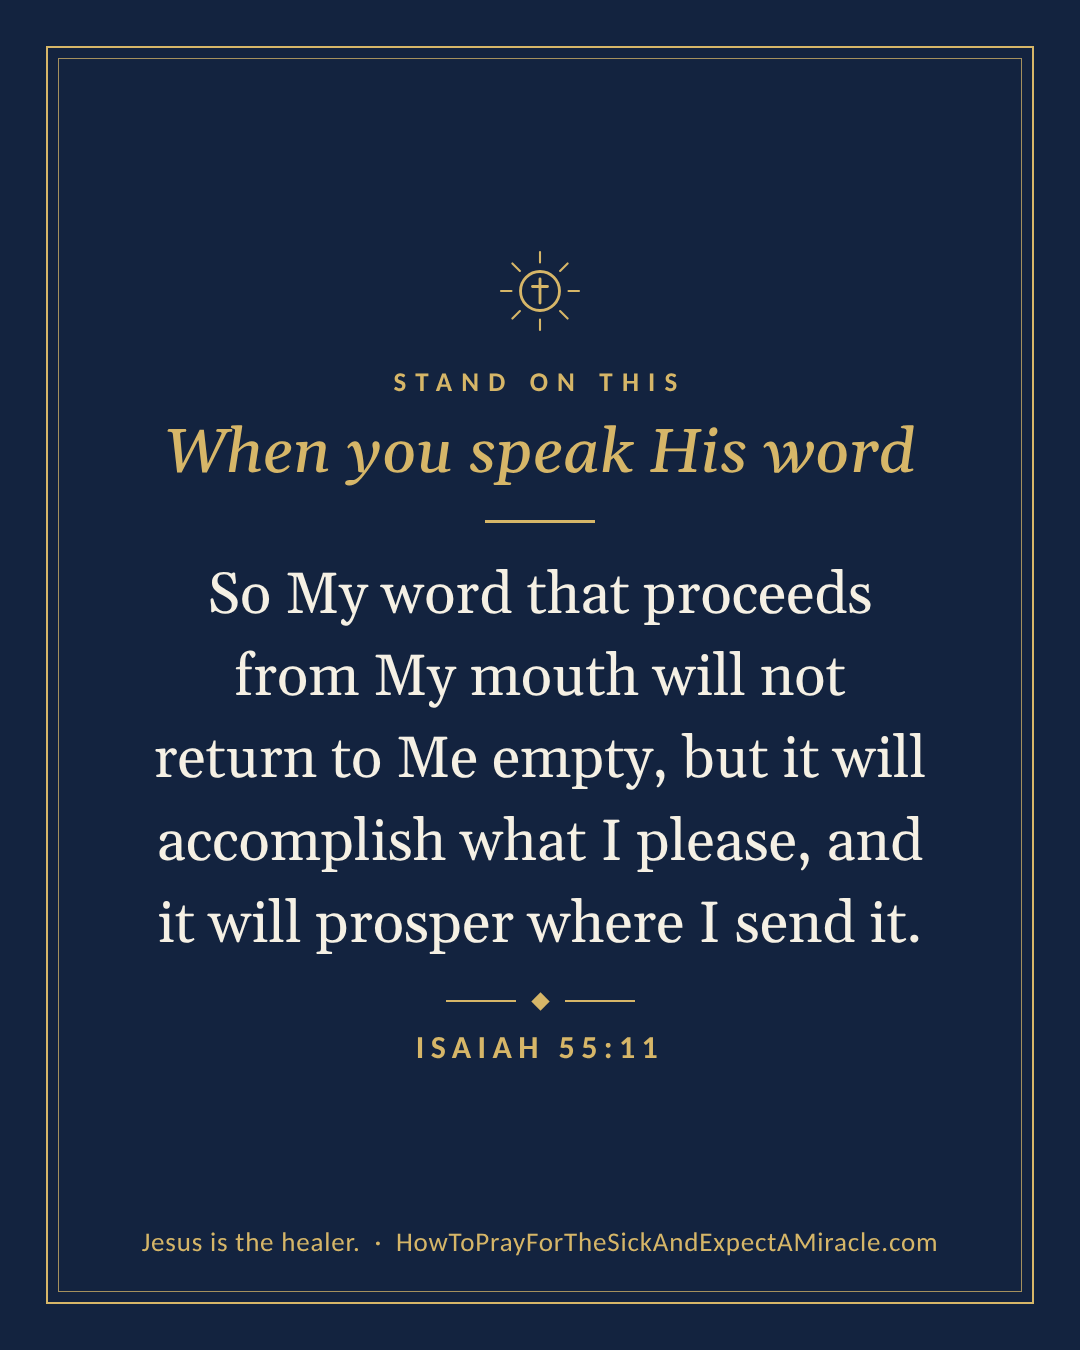 STAND ON THIS
When you speak His word
So My word that proceeds
from My mouth will not
return to Me empty, but it will
accomplish what I please, and
it will prosper where I send it.
ISAIAH 55:11
Jesus is the healer. · HowToPrayForTheSickAndExpectAMiracle.com